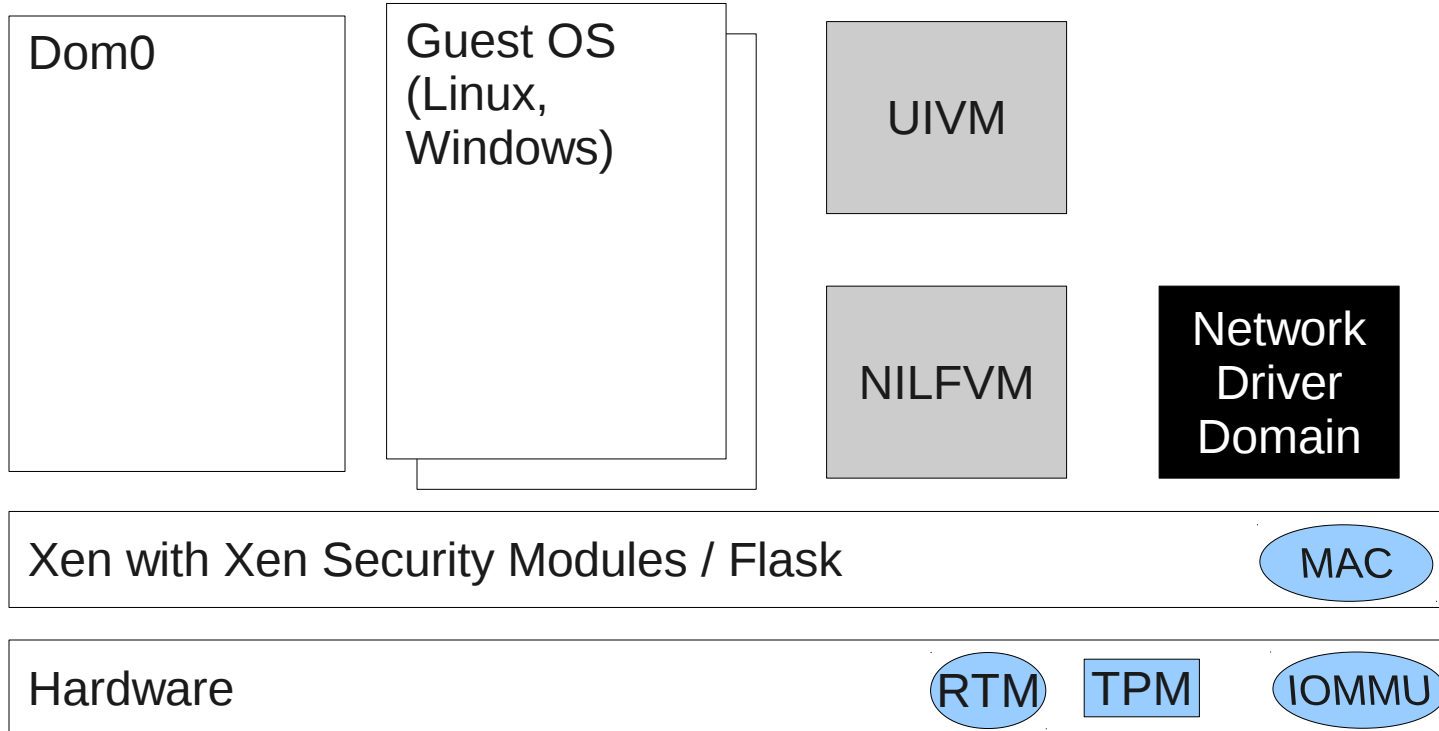 Dom0
Guest OS
(Linux,
Windows)
UIVM
NILFVM
Network
Driver
Domain
Xen with Xen Security Modules / Flask
MAC
Hardware
RTM
TPM
IOMMU